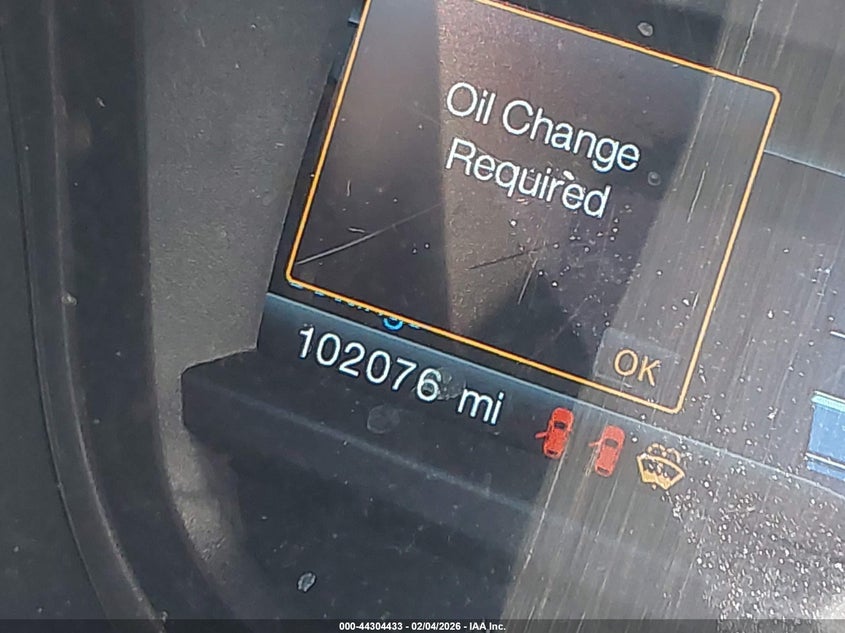 Oil Change
Required
OK
102076 mi
000-44304433 - 02/04/2026 - IAA Inc.